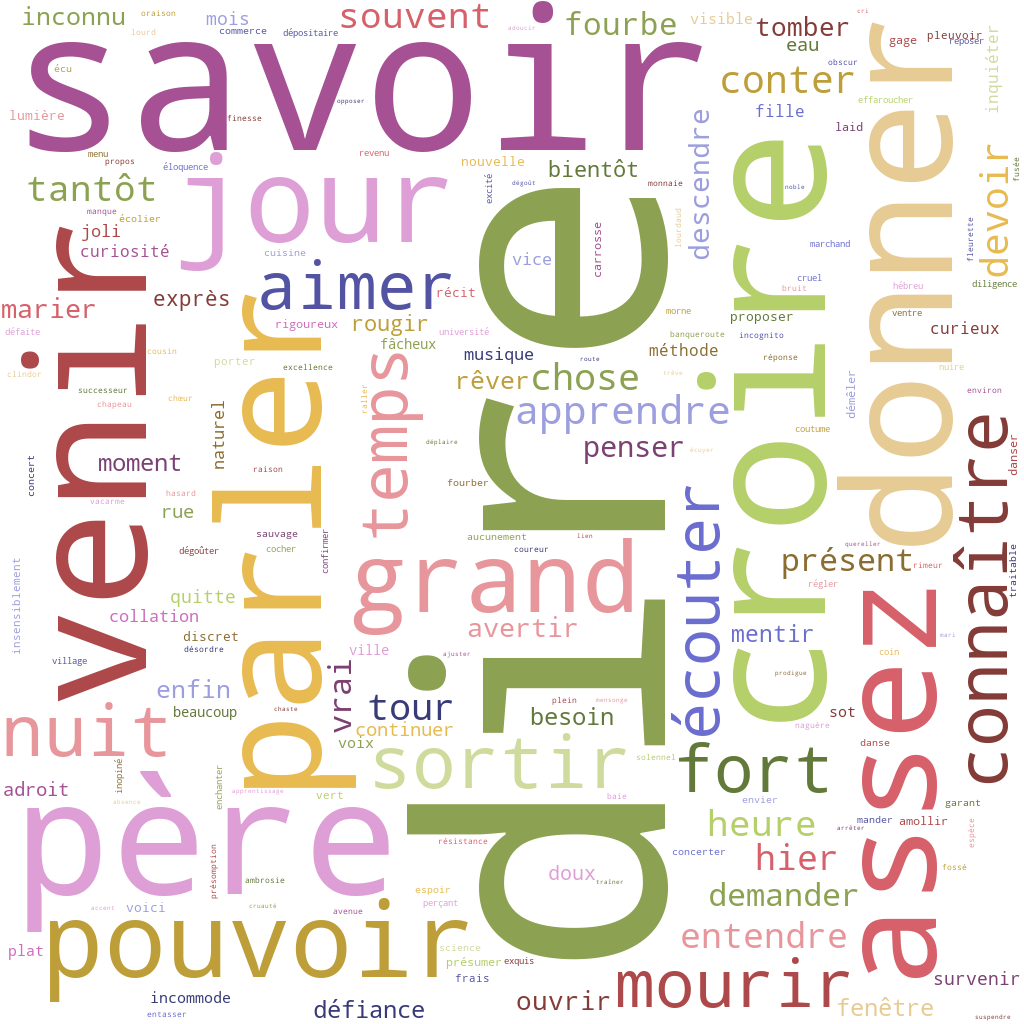 inconnu
oraison
mois
souvent
adoucir
fourbe
visible
tomber
cri
lourd
commerce
dépositaire
savoir
eau
gage
pleuvoir
reposer
écu
obscur
inquiéter
conter
effaroucher
opposer
lumière
finesse
fille
laid
menu
propos
éloquence
revenu
nouvelle
bientôt
descendre
noble
devoir
fusée
tantôt
jour
excité
dégoût
monnaie
manque
écolier
lourdaud
joli
curiosité
cuisine
vice
carrosse
marchand
fleurette
marier
exprès
aimer
récit
cruel
bruit
hébreu
diligence
morne
proposer
ventre
défaite
rigoureux
rougir
université
banqueroute
incognito
curieux
fâcheux
musique
méthode
cousin
porter
excellence
route
réponse
clindor
rêver
chose
trêve
nuire
successeur
chapeau
chœur
raller
démêler
environ
venir
parler
naturel
temps
apprendre
croire
donner
coutume
moment
déplaire
penser
écuyer
danser
concert
raison
fourber
connaître
vacarme
hasard
rue
sauvage
aucunement
lien
dégoûter
cocher
confirmer
coureur
quereller
insensiblement
grand
présent
rimeur
traitable
quitte
régler
collation
avertir
écouter
mentir
discret
désordre
ville
ajuster
mari
village
coin
enfin
vrai
dire
plein
mensonge
prodigue
chaste
tour
besoin
sot
beaucoup
continuer
naguère
nuit
voix
sortir
solennel
danse
inopiné
fort
assez
adroit
enchanter
apprentissage
vert
baie
envier
garant
absence
père
heure
mander
amollir
arrêter
espèce
résistance
présomption
concerter
hier
ambrosie
doux
traîner
fossé
espoir
demander
accent
voici
cruauté
avenue
perçant
plat
pouvoir
science
entendre
présumer
exquis
frais
mourir
survenir
incommode
défiance
ouvrir
fenêtre
entasser
suspendre